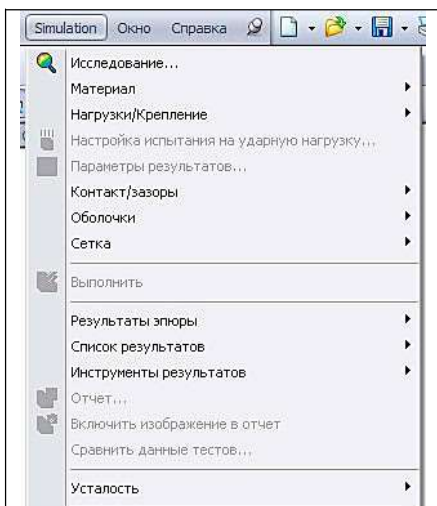 Simulation Окно Справка
Исследование...
Материал
Нагрузки/Крепление
Настройка испытания на ударную нагрузку...
Параметры результатов...
Контакт/зазоры
Оболочки
Сетка
Выполнить
Результаты эпюры
Список результатов
Инструменты результатов
Отчет...
Включить изображение в отчет
Сравнить данные тестов...
Усталость